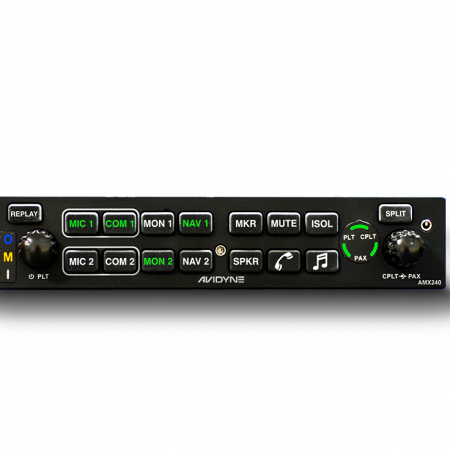 REPLAY
MIC 1 COM 1 MON 1 NAV 1 MKR MUTE ISOL
SPLIT
PLT CPLT
O
M
I
MIC 2 COM 2 MON 2 NAV 2 SPKR
PAX
PLT
CPLT PAX
AVIDYNE
AMX240